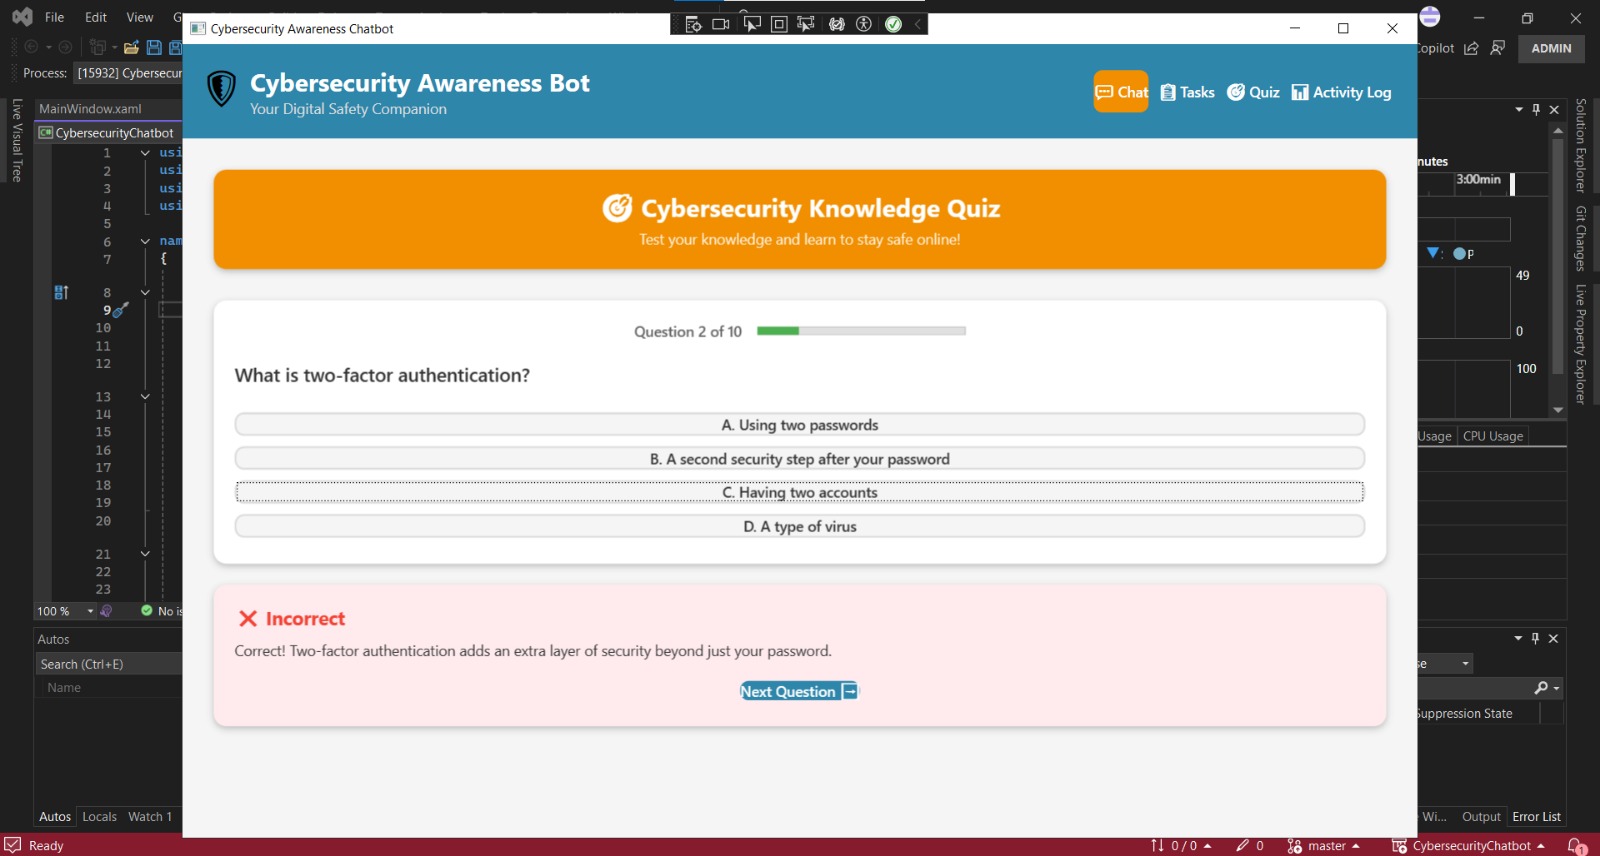 File Edit View G
Cybersecurity Awareness Chatbot
Copilot
ADMIN
Process: [15932] Cybersecur
Cybersecurity Awareness Bot
Your Digital Safety Companion
Chat Tasks Quiz Activity Log
Live Visual Tree
MainWindow.xaml
CybersecurityChatbot
1 usi
2 usi
3 usi
4 usi
5
6 nam
7 {
8
9
10
11
12
13
14
15
16
17
18
19
20
21
22
23
Cybersecurity Knowledge Quiz
Test your knowledge and learn to stay safe online!
Question 2 of 10
What is two-factor authentication?
A. Using two passwords
B. A second security step after your password
C. Having two accounts
D. A type of virus
Incorrect
Correct! Two-factor authentication adds an extra layer of security beyond just your password.
Next Question
nutes
3:00min
P
49
0
100
Usage CPU Usage
Solution Explorer
Git Changes
Live Property Explorer
100 % No is
Autos
Search (Ctrl+E)
Name
se
Suppression State
Autos Locals Watch 1
Wi... Output Error List
Ready
0 / 0 0 master CybersecurityChatbot 1